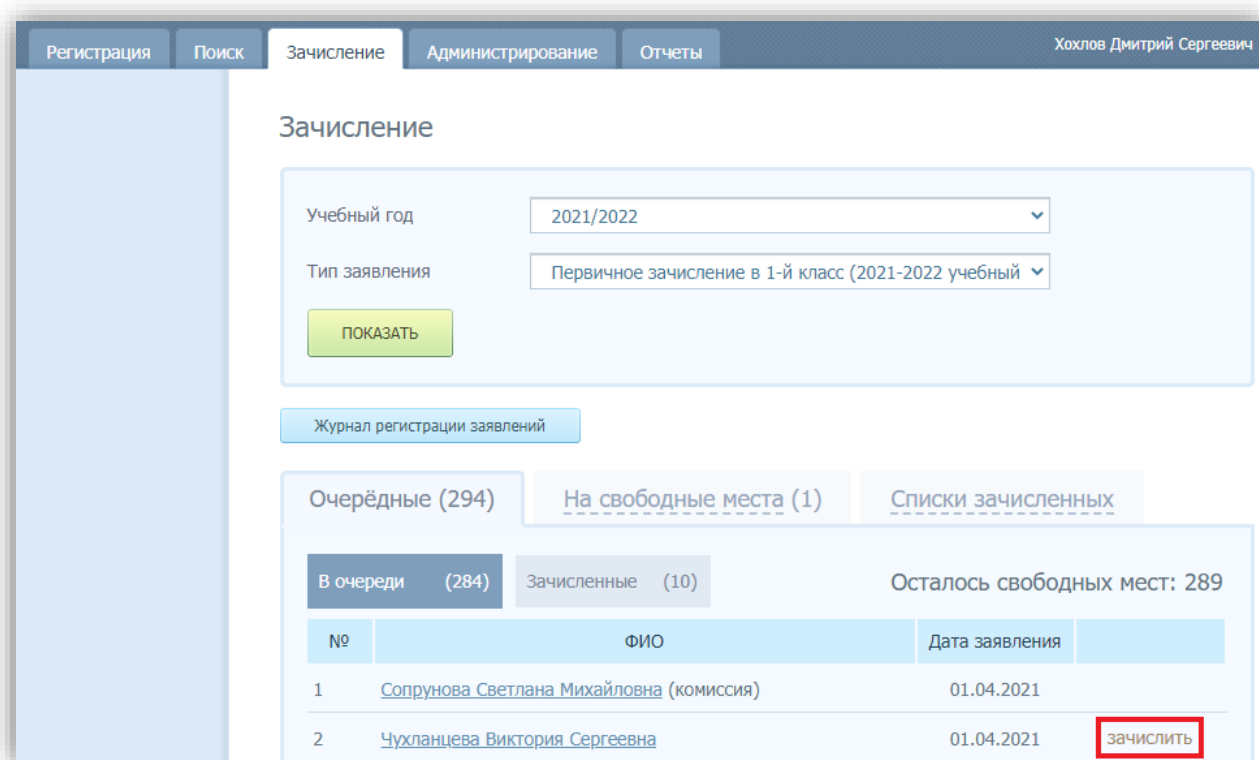 Регистрация Поиск Зачисление Администрирование Отчеты Хохлов Дмитрий Сергеевич
Зачисление
Учебный год 2021/2022
Тип заявления Первичное зачисление в 1-й класс (2021-2022 учебный
ПОКАЗАТЬ
Журнал регистрации заявлений
Очерёдные (294) На свободные места (1) Списки зачисленных
В очереди (284) Зачисленные (10) Осталось свободных мест: 289
№ ФИО Дата заявления
1 Сопрунова Светлана Михайловна (комиссия) 01.04.2021
2 Чухланцева Виктория Сергеевна 01.04.2021 зачислить